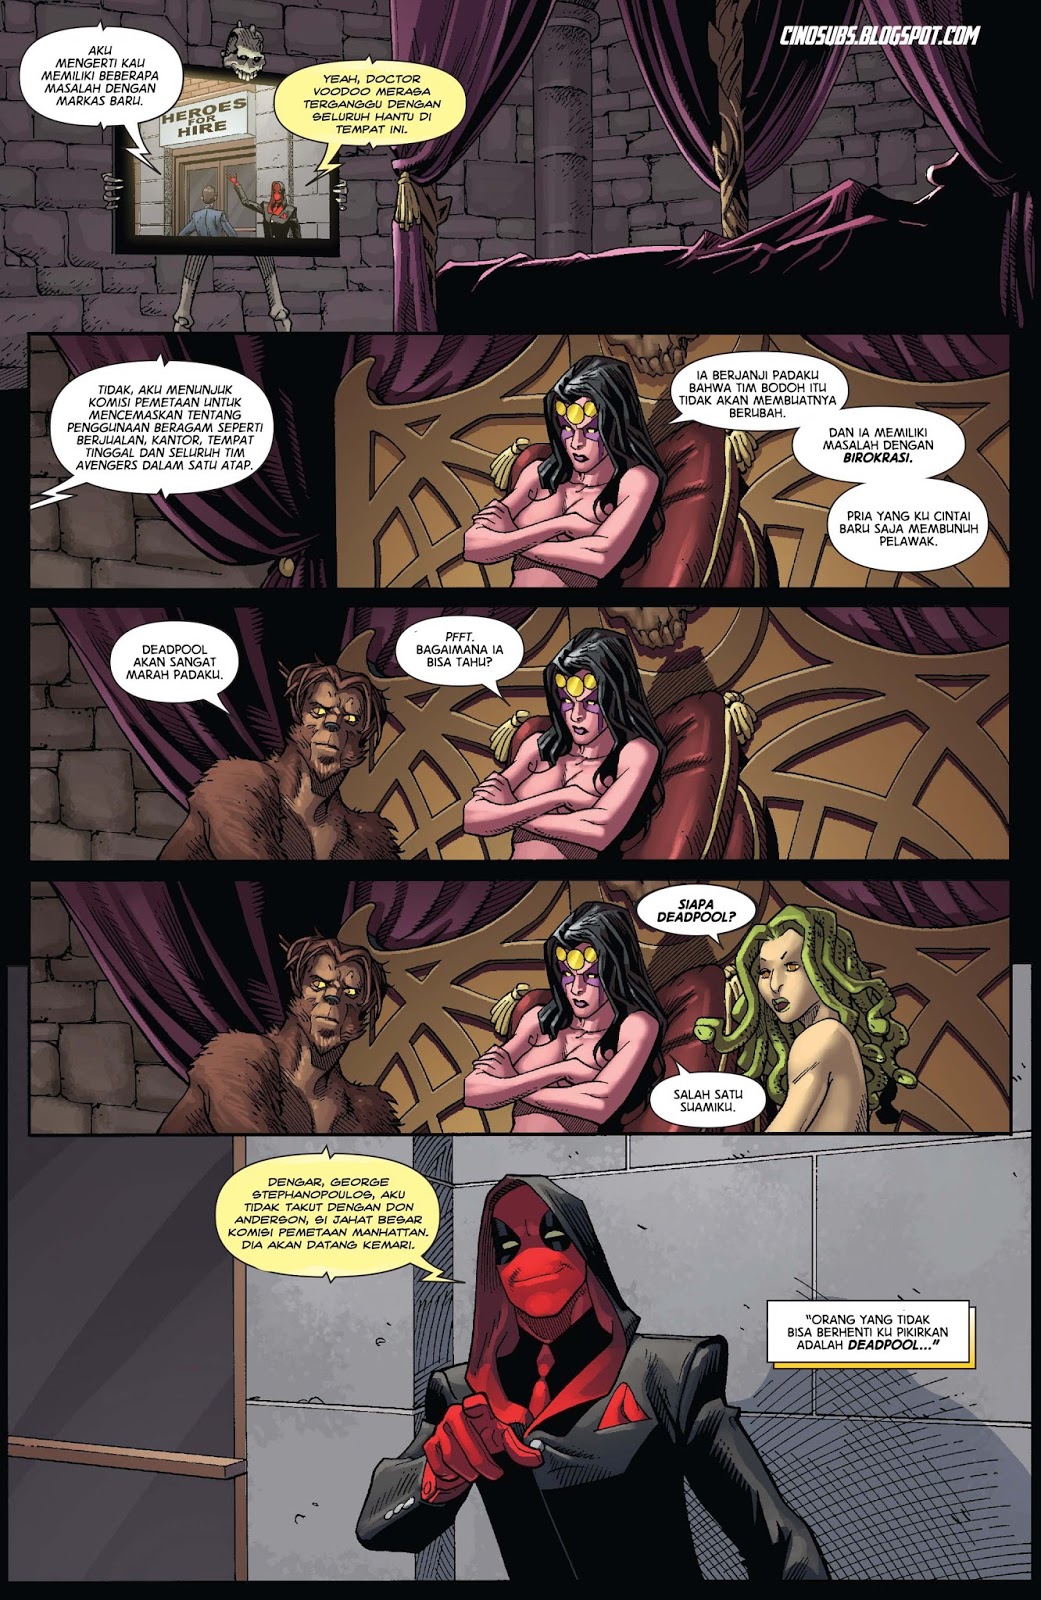 CINOSUBS.BLOGSPOT.COM
AKU
MENGERTI KAU
MEMILIKI BEBERAPA
MASALAH DENGAN
MARKAS BARU.
YEAH, DOCTOR
VOODOO MERASA
TERGANGGU DENGAN
SELURUH HANTU DI
TEMPAT INI.
HEROES
FOR
HIRE
TIDAK, AKU MENUNJUK
KOMISI PEMETAAN UNTUK
MENCEMASKAN TENTANG
PENGGUNAAN BERAGAM SEPERTI
BERJUALAN, KANTOR, TEMPAT
TINGGAL DAN SELURUH TIM
AVENGERS DALAM SATU ATAP.
IA BERJANJI PADAKU
BAHWA TIM BODOH ITU
TIDAK AKAN MEMBUATNYA
BERUBAH.
DAN IA MEMILIKI
MASALAH DENGAN
BIROKRASI.
PRIA YANG KU CINTAI
BARU SAJA MEMBUNUH
PELAWAK.
DEADPOOL
AKAN SANGAT
MARAH PADAKU.
PFFT.
BAGAIMANA IA
BISA TAHU?
SIAPA
DEADPOOL?
SALAH SATU
SUAMIKU.
DENGAR, GEORGE
STEPHANOPOULOS, AKU
TIDAK TAKUT DENGAN DON
ANDERSON, SI JAHAT BESAR
KOMISI PEMETAAN MANHATTAN.
DIA AKAN DATANG KEMARI.
"ORANG YANG TIDAK
BISA BERHENTI KU PIKIRKAN
ADALAH DEADPOOL..."